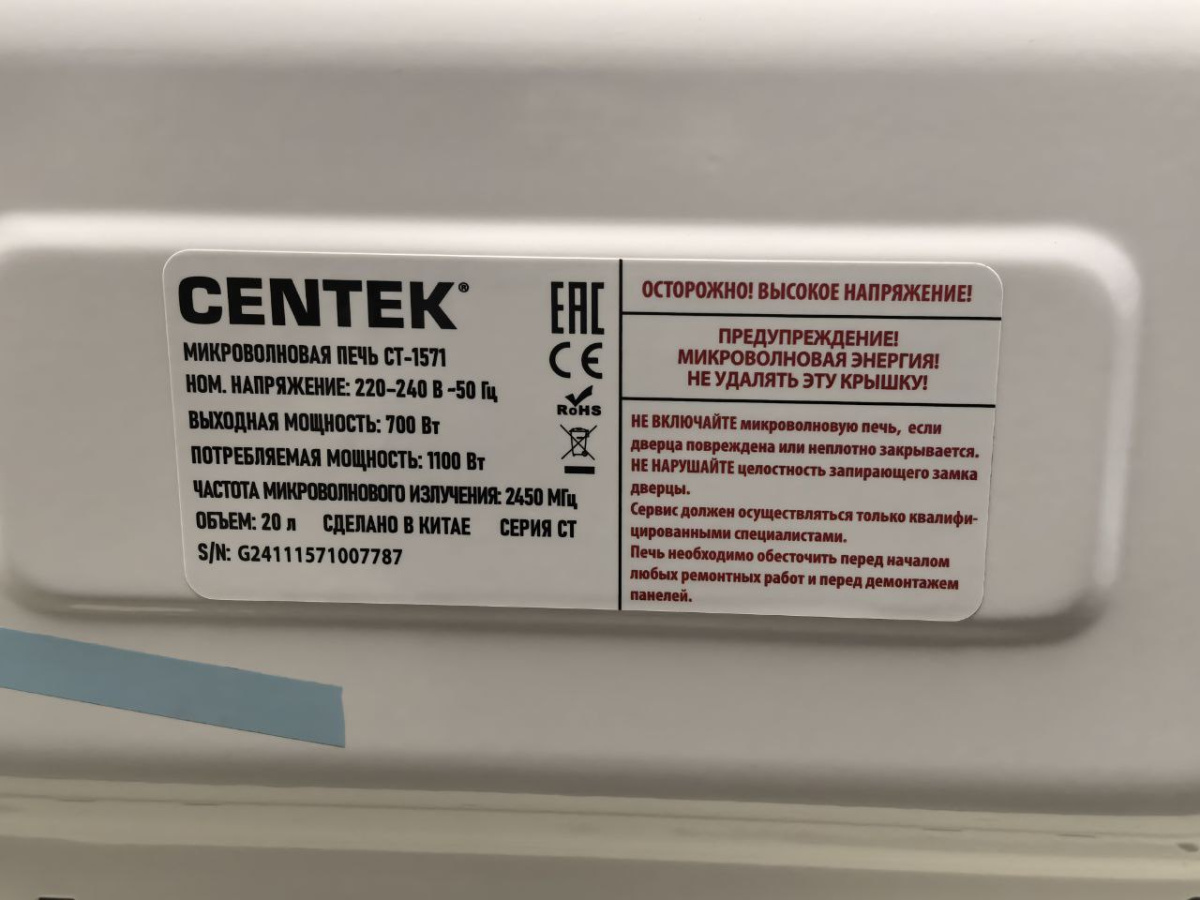 CENTEK®
МИКРОВОЛНОВАЯ ПЕЧЬ CT-1571
НОМ. НАПРЯЖЕНИЕ: 220-240 В ~50 Гц
ВЫХОДНАЯ МОЩНОСТЬ: 700 Вт
ПОТРЕБЛЯЕМАЯ МОЩНОСТЬ: 1100 Вт
ЧАСТОТА МИКРОВОЛНОВОГО ИЗЛУЧЕНИЯ: 2450 МГц
ОБЪЕМ: 20 л СДЕЛАНО В КИТАЕ СЕРИЯ СТ
S/N: G24111571007787
EAC
CE
RoHS
ОСТОРОЖНО! ВЫСОКОЕ НАПРЯЖЕНИЕ!
ПРЕДУПРЕЖДЕНИЕ!
МИКРОВОЛНОВАЯ ЭНЕРГИЯ!
НЕ УДАЛЯТЬ ЭТУ КРЫШКУ!
НЕ ВКЛЮЧАЙТЕ микроволновую печь, если
дверца повреждена или неплотно закрывается.
НЕ НАРУШАЙТЕ целостность запирающего замка
дверцы.
Сервис должен осуществляться только квалифи-
цированными специалистами.
Печь необходимо обесточить перед началом
любых ремонтных работ и перед демонтажем
панелей.